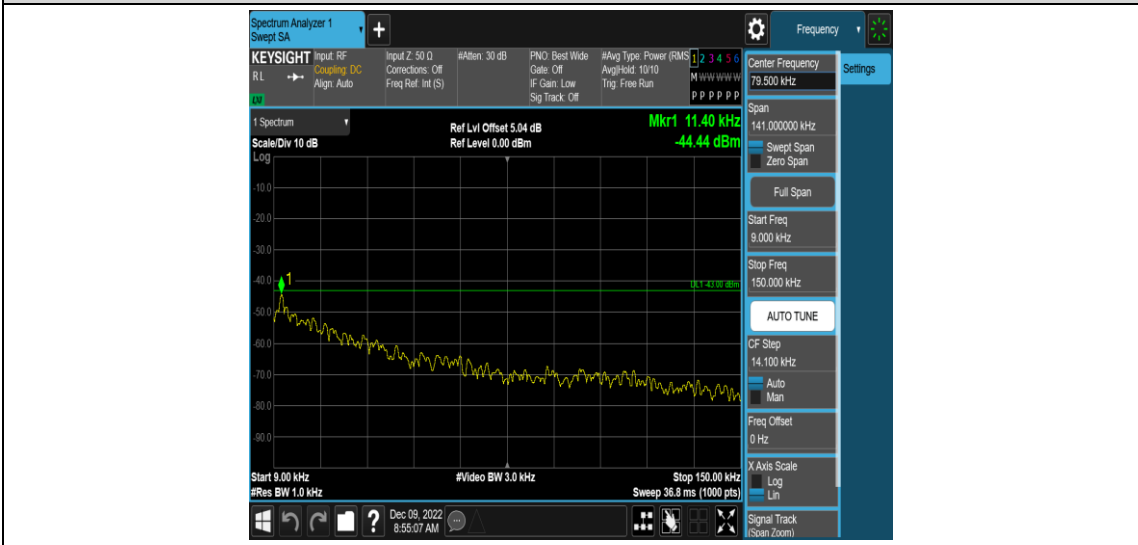 Spectrum Analyzer 1
Swept SA
+
Frequency
KEYSIGHT
RL
Input: RF
Coupling: DC
Align: Auto
Input Z: 50 Ω
Corrections: Off
Freq Ref: Int (S)
#Atten: 30 dB
PNO: Best Wide
Gate: Off
IF Gain: Low
Sig Track: Off
#Avg Type: Power (RMS
Avg|Hold: 10/10
Trig: Free Run
1 2 3 4 5 6
M W W W W W
P P P P P P
1 Spectrum
Scale/Div 10 dB
Log
Ref Lvl Offset 5.04 dB
Ref Level 0.00 dBm
Mkr1 11.40 kHz
-44.44 dBm
-10.0
-20.0
-30.0
-40.0
-50.0
-60.0
-70.0
-80.0
-90.0
1
DL1 -43.00 dBm
Start 9.00 kHz
#Res BW 1.0 kHz
#Video BW 3.0 kHz
Stop 150.00 kHz
Sweep 36.8 ms (1000 pts)
?
Dec 09, 2022
8:55:07 AM
Center Frequency
79.500 kHz
Span
141.000000 kHz
Swept Span
Zero Span
Full Span
Start Freq
9.000 kHz
Stop Freq
150.000 kHz
AUTO TUNE
CF Step
14.100 kHz
Auto
Man
Freq Offset
0 Hz
X Axis Scale
Log
Lin
Signal Track
(Span Zoom)
Settings